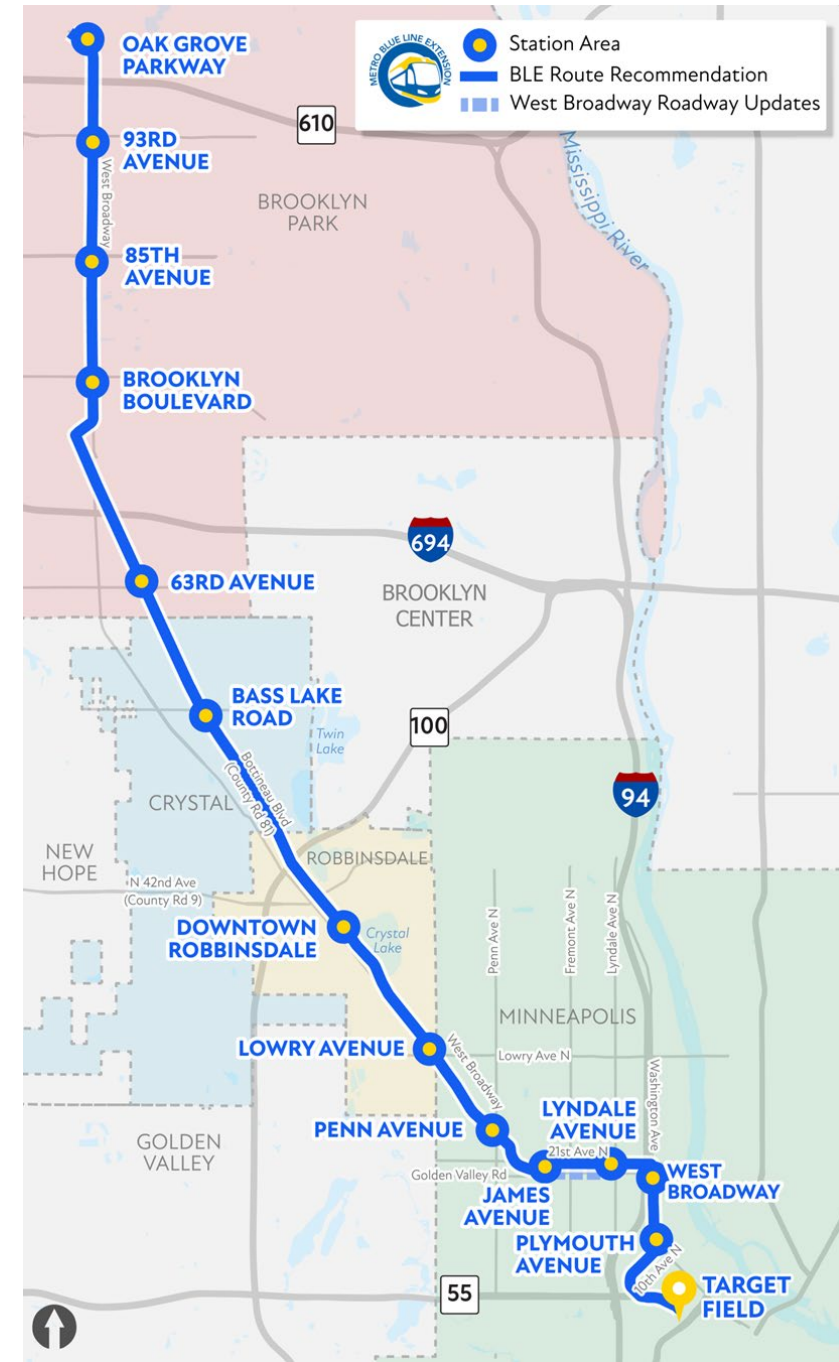 METRO BLUE LINE EXTENSION
Station Area
BLE Route Recommendation
West Broadway Roadway Updates
OAK GROVE
PARKWAY
610
Mississippi River
93RD
AVENUE
West Broadway
BROOKLYN
PARK
85TH
AVENUE
BROOKLYN
BOULEVARD
694
63RD AVENUE
BROOKLYN
CENTER
BASS LAKE
ROAD
100
Twin
Lake
94
Bottineau Blvd
(County Rd 81)
CRYSTAL
NEW
HOPE
ROBBINSDALE
N 42nd Ave
(County Rd 9)
DOWNTOWN
ROBBINSDALE
Crystal
Lake
Penn Ave N
Fremont Ave N
Lyndale Ave N
MINNEAPOLIS
LOWRY AVENUE
West Broadway
Lowry Ave N
Washington Ave
PENN AVENUE
LYNDALE
AVENUE
21st Ave N
GOLDEN
VALLEY
Golden Valley Rd
JAMES
AVENUE
WEST
BROADWAY
PLYMOUTH
AVENUE
10th Ave N
55
TARGET
FIELD